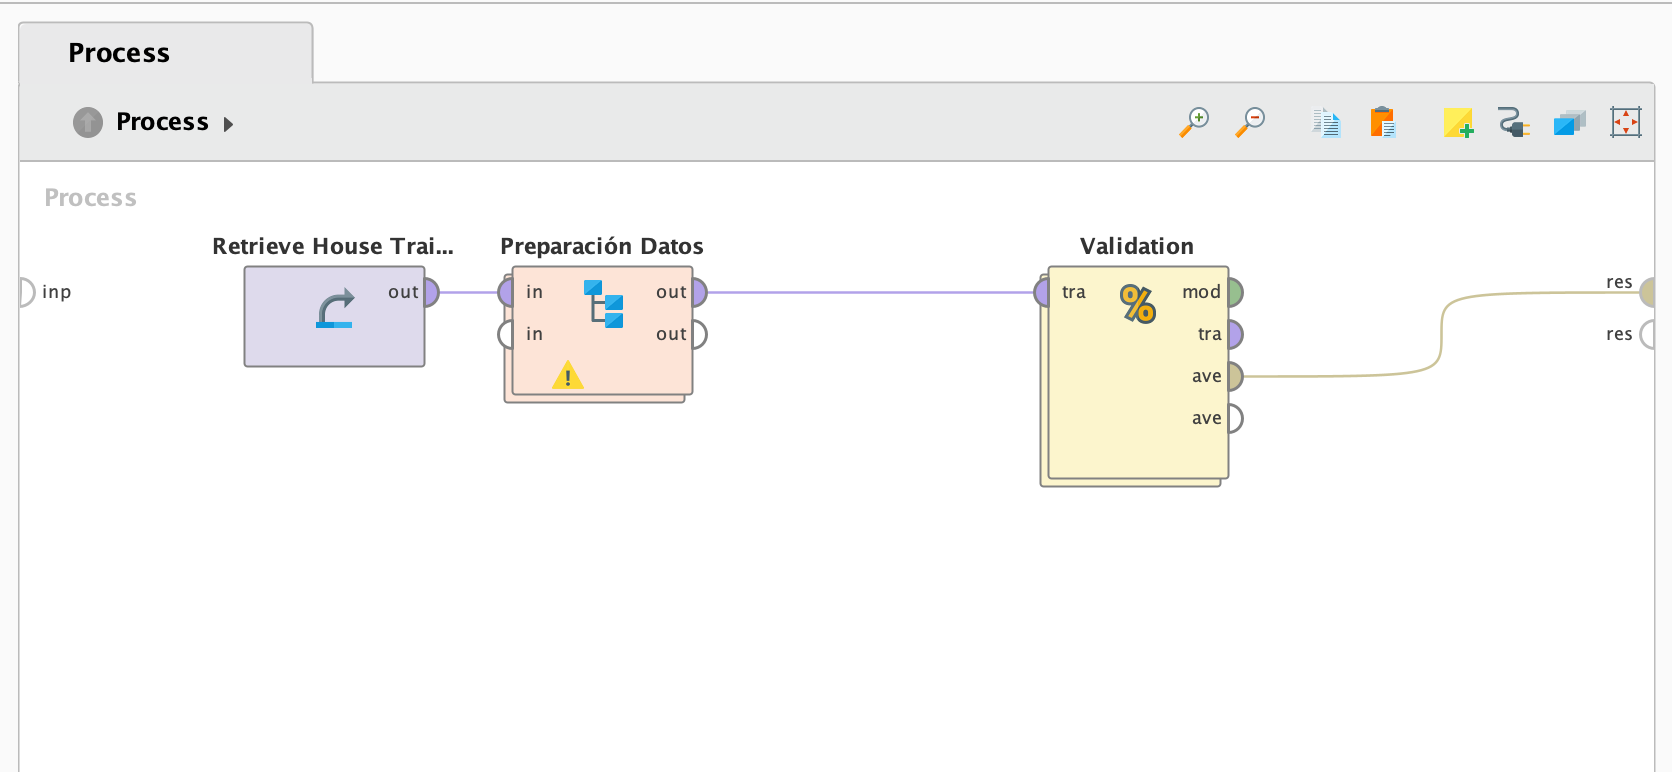 Process
Process
Process
Retrieve House Trai...
Preparación Datos
Validation
inp
out
in
out
in
out
tra
mod
tra
ave
ave
res
res